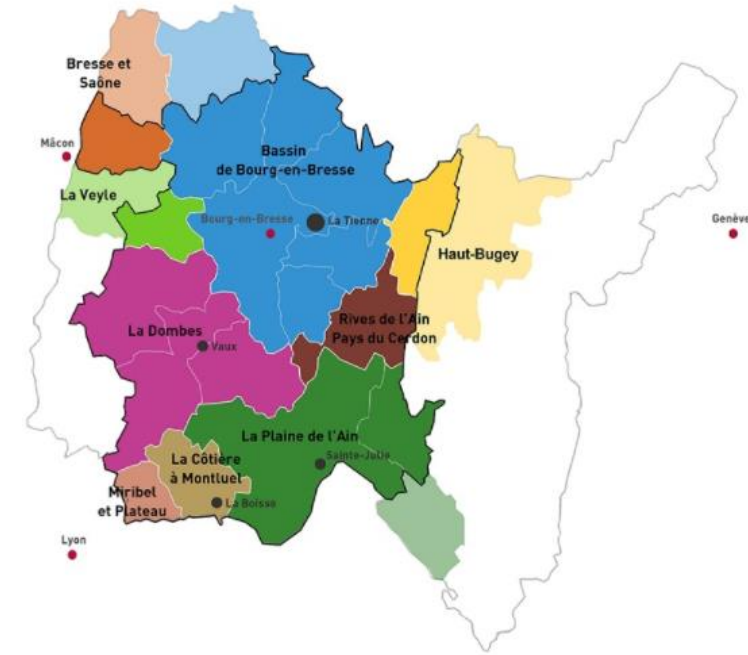 Bresse et
Saône
Mâcon
Bassin
de Bourg-en-Bresse
La Veyle
Bourg-en-Bresse
La Tienne
Genève
Haut-Bugey
La Dombes
Vaux
Rives de l'Ain
Pays du Cerdon
La Plaine de l'Ain
Sainte-Julie
La Côtière
à Montluel
Miribel
et Plateau
La Boisse
Lyon